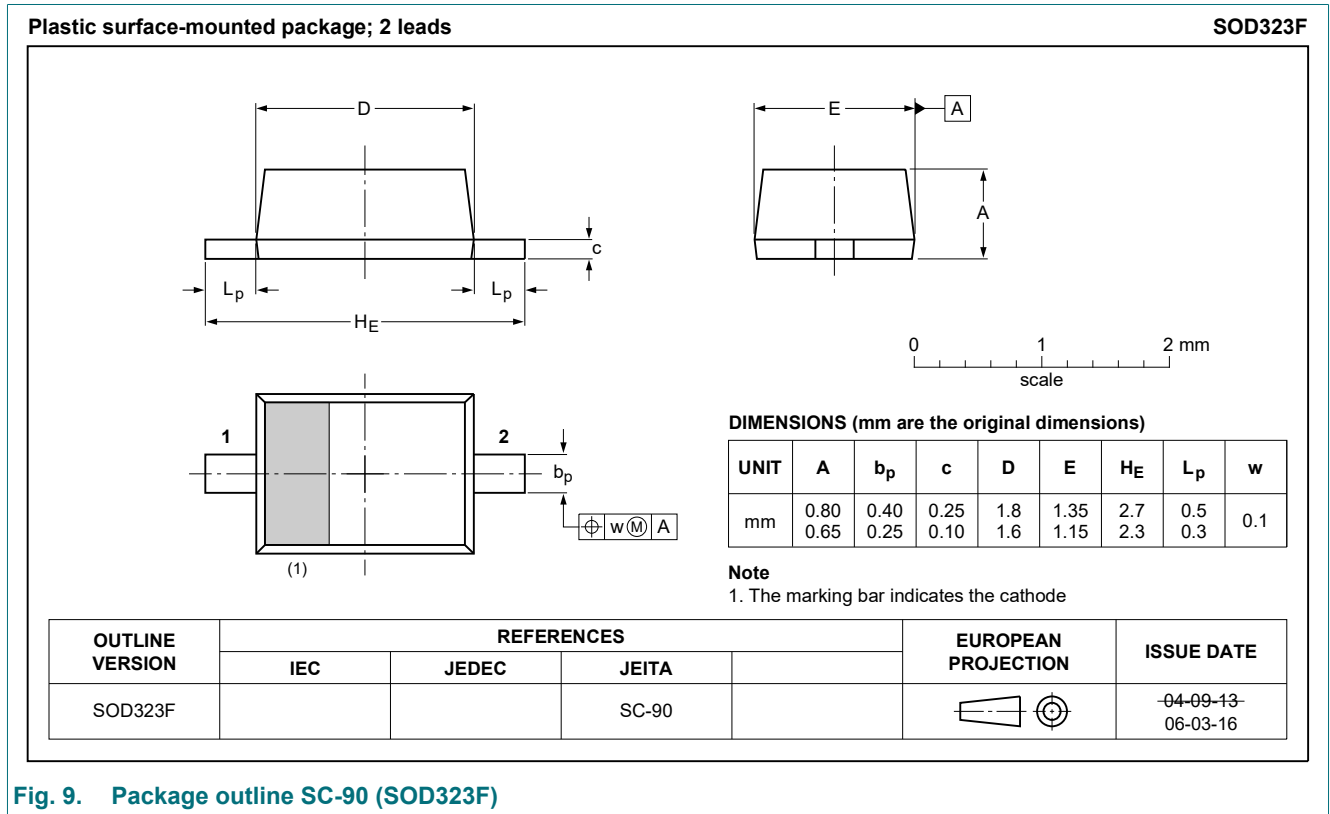 Plastic surface-mounted package; 2 leads SOD323F
D E A
A
c
Lp Lp
HE
0 1 2 mm
scale
1 2
bp
w M A
(1)
DIMENSIONS (mm are the original dimensions)
UNIT A bp c D E HE Lp w
mm 0.80 0.65 0.40 0.25 0.25 0.10 1.8 1.6 1.35 1.15 2.7 2.3 0.5 0.3 0.1
Note
1. The marking bar indicates the cathode
OUTLINE VERSION REFERENCES EUROPEAN PROJECTION ISSUE DATE
IEC JEDEC JEITA
SOD323F SC-90 04-09-13
06-03-16
Fig. 9. Package outline SC-90 (SOD323F)